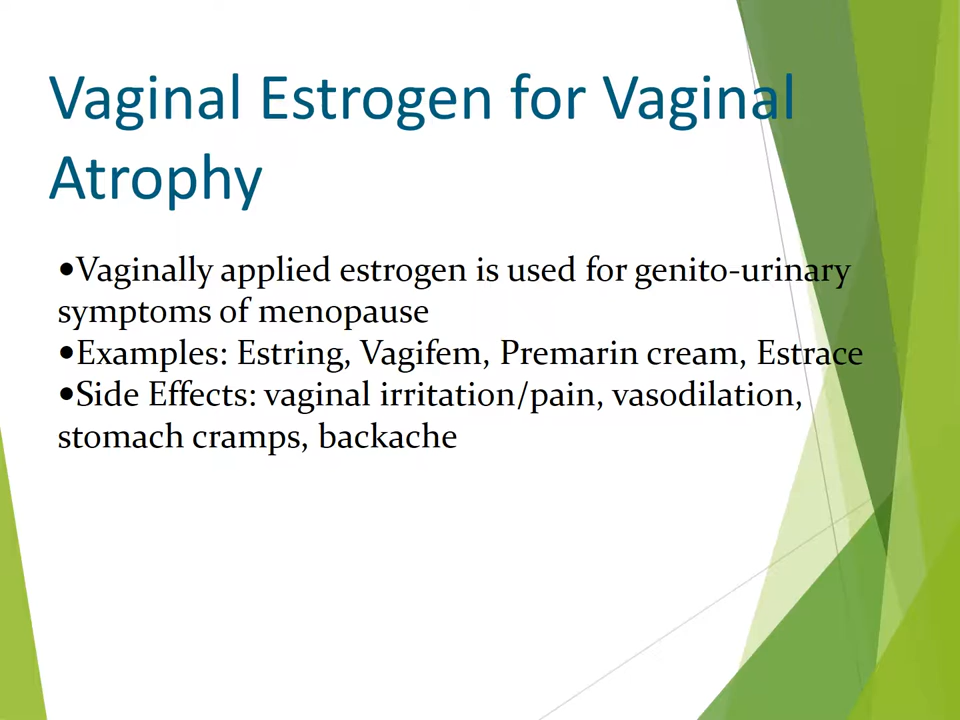 Vaginal Estrogen for Vaginal
Atrophy
•Vaginally applied estrogen is used for genito-urinary
symptoms of menopause
•Examples: Estring, Vagifem, Premarin cream, Estrace
•Side Effects: vaginal irritation/pain, vasodilation,
stomach cramps, backache